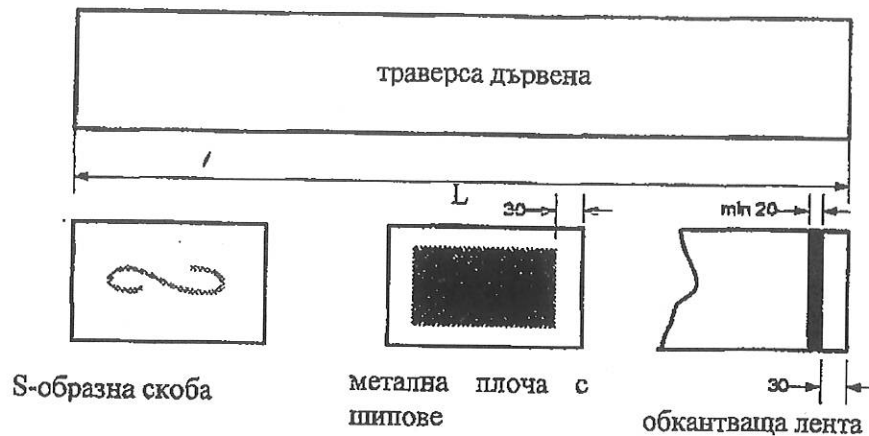 траверса дървена
L
30
min 20
S-образна скоба
метална плоча с
шипове
30
обкантваща лента